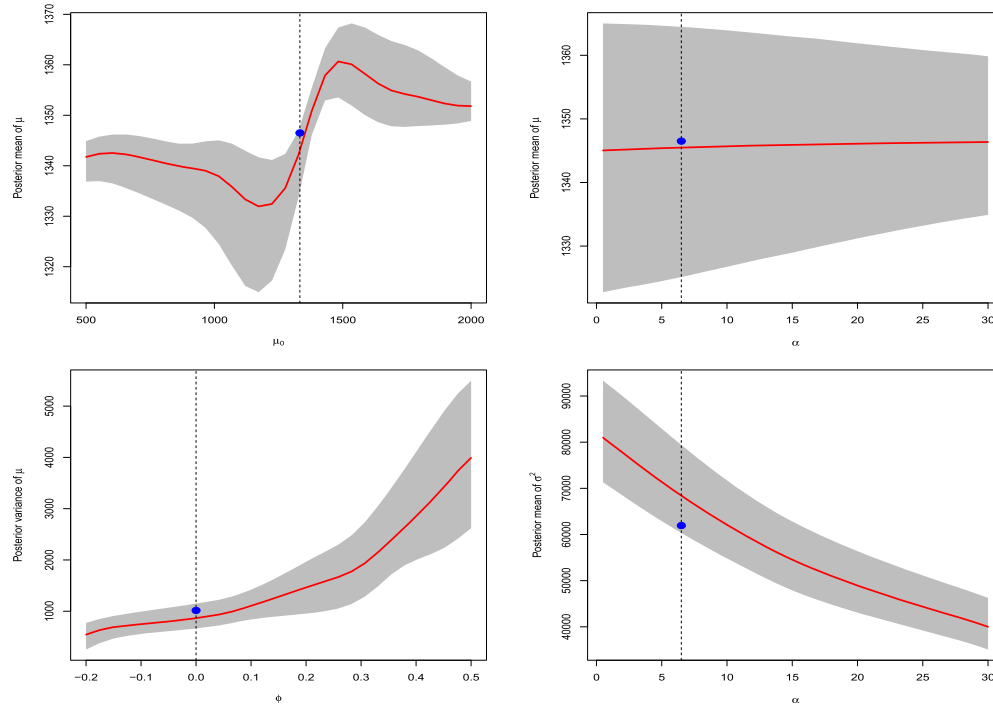 Posterior mean of μ
1320 1330 1340 1350 1360 1370
500 1000 1500 2000
μ₀
Posterior mean of μ
1330 1340 1350 1360
0 5 10 15 20 25 30
α
Posterior variance of μ
1000 2000 3000 4000 5000
−0.2 −0.1 0.0 0.1 0.2 0.3 0.4 0.5
ϕ
Posterior mean of σ²
40000 50000 60000 70000 80000 90000
0 5 10 15 20 25 30
α